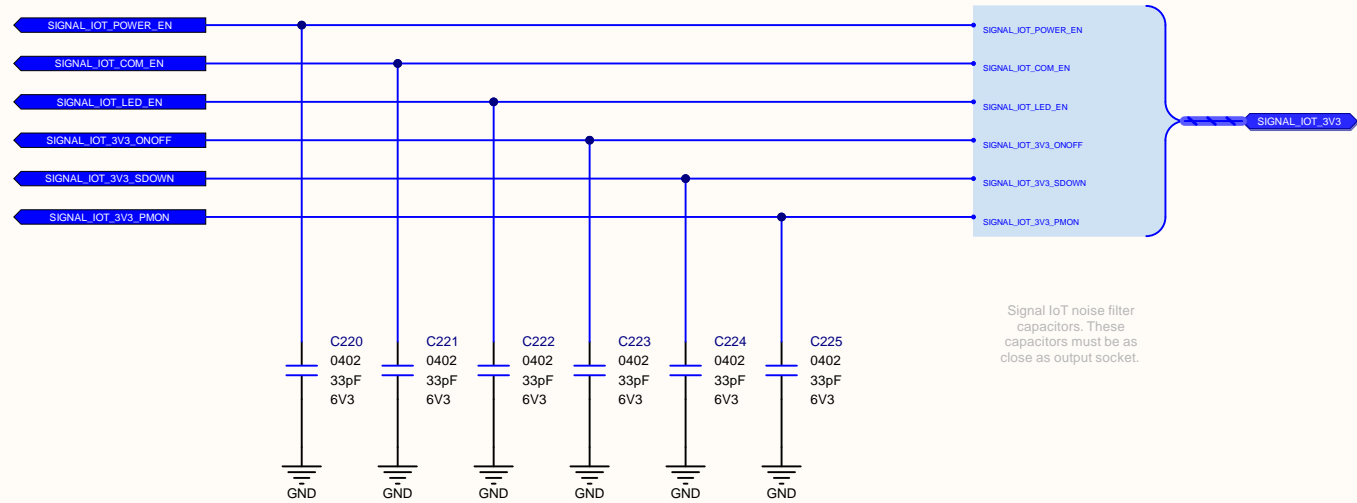 SIGNAL_IOT_POWER_EN
SIGNAL_IOT_COM_EN
SIGNAL_IOT_LED_EN
SIGNAL_IOT_3V3_ONOFF
SIGNAL_IOT_3V3_SDOWN
SIGNAL_IOT_3V3_PMON
SIGNAL_IOT_POWER_EN
SIGNAL_IOT_COM_EN
SIGNAL_IOT_LED_EN
SIGNAL_IOT_3V3_ONOFF
SIGNAL_IOT_3V3_SDOWN
SIGNAL_IOT_3V3_PMON
SIGNAL_IOT_3V3
Signal IoT noise filter
capacitors. These
capacitors must be as
close as output socket.
C220
0402
33pF
6V3
GND
C221
0402
33pF
6V3
GND
C222
0402
33pF
6V3
GND
C223
0402
33pF
6V3
GND
C224
0402
33pF
6V3
GND
C225
0402
33pF
6V3
GND